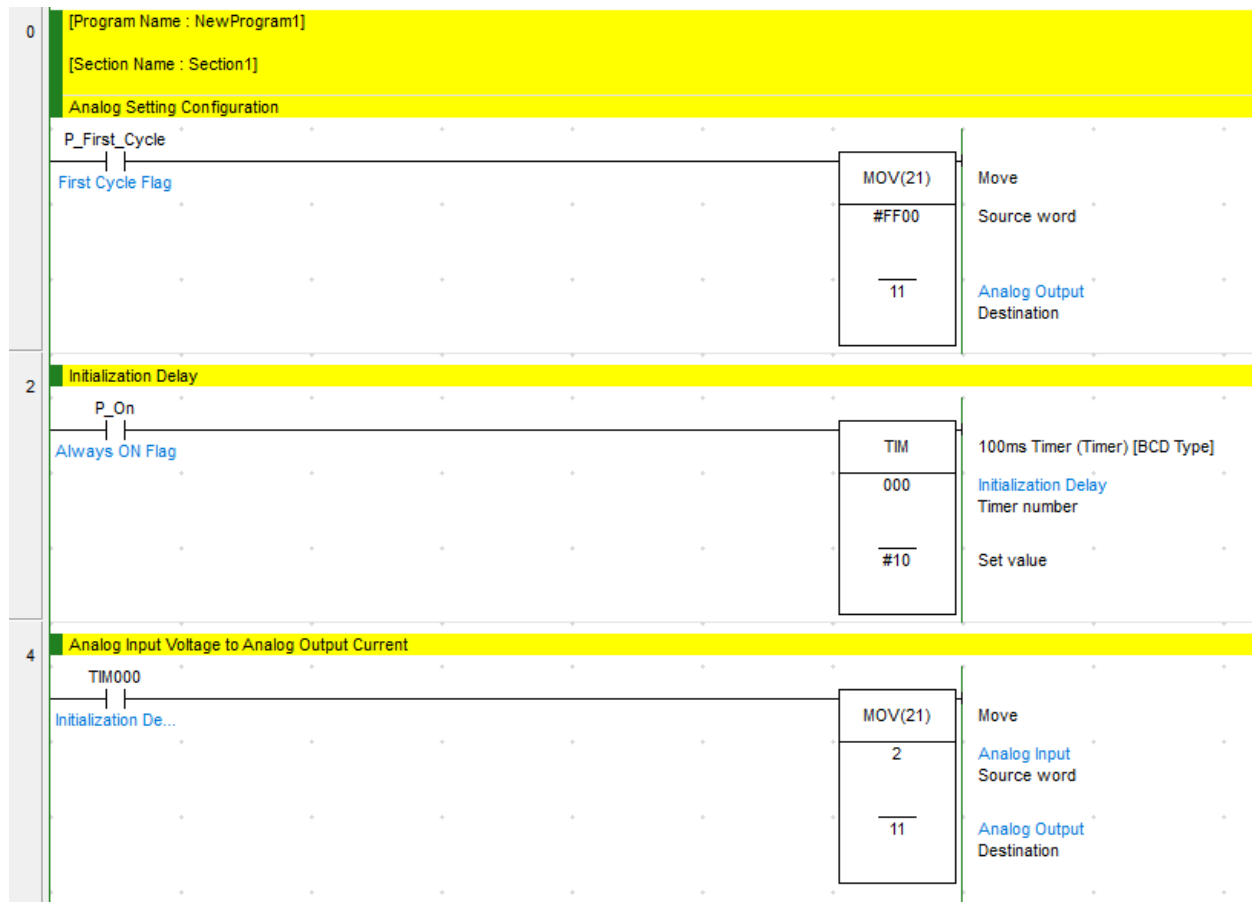 0
[Program Name : NewProgram1]
[Section Name : Section1]
Analog Setting Configuration
P_First_Cycle
First Cycle Flag
MOV(21)
Move
#FF00
Source word
11
Analog Output
Destination
2
Initialization Delay
P_On
Always ON Flag
TIM
100ms Timer (Timer) [BCD Type]
000
Initialization Delay
Timer number
#10
Set value
4
Analog Input Voltage to Analog Output Current
TIM000
Initialization De...
MOV(21)
Move
2
Analog Input
Source word
11
Analog Output
Destination